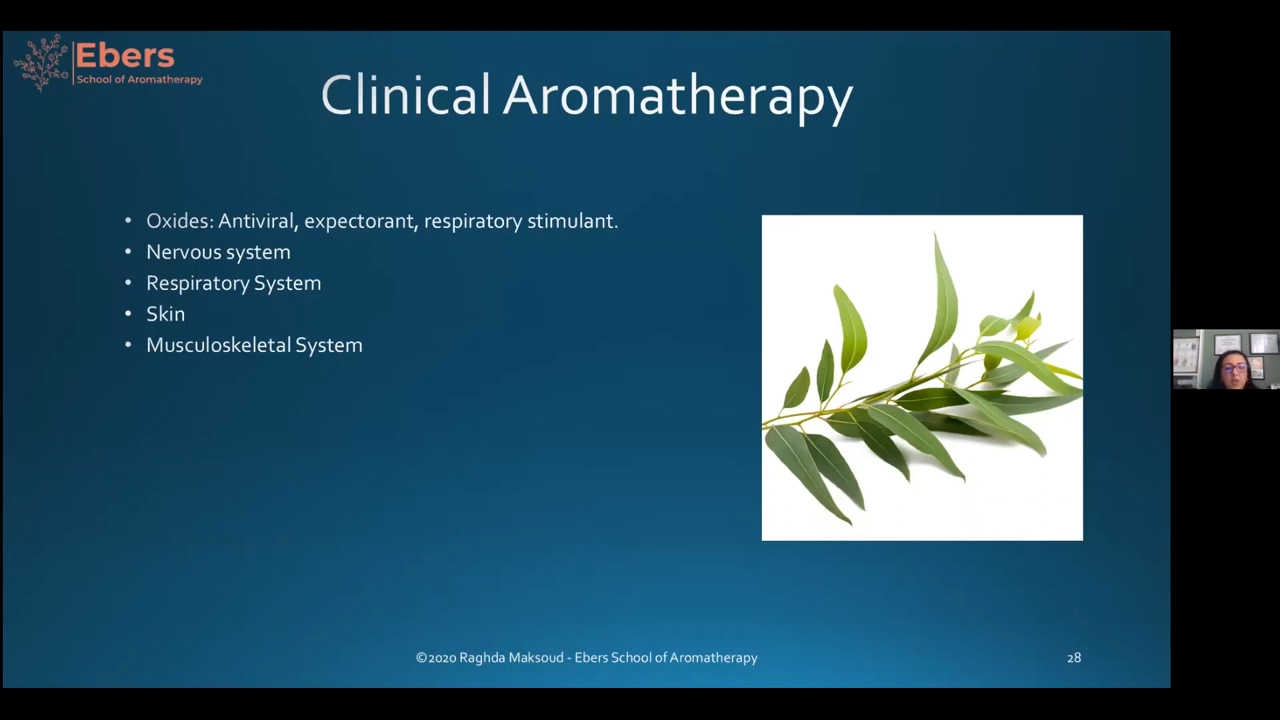 Ebers
School of Aromatherapy
Clinical Aromatherapy
• Oxides: Antiviral, expectorant, respiratory stimulant.
• Nervous system
• Respiratory System
• Skin
• Musculoskeletal System
©2020 Raghda Maksoud - Ebers School of Aromatherapy
28